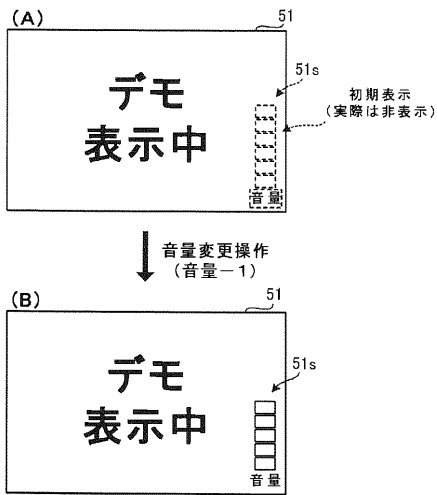 (A)
51
デモ
表示中
51s
初期表示
(実際は非表示)
音量
音量変更操作
(音量－1)
(B)
51
デモ
表示中
51s
音量